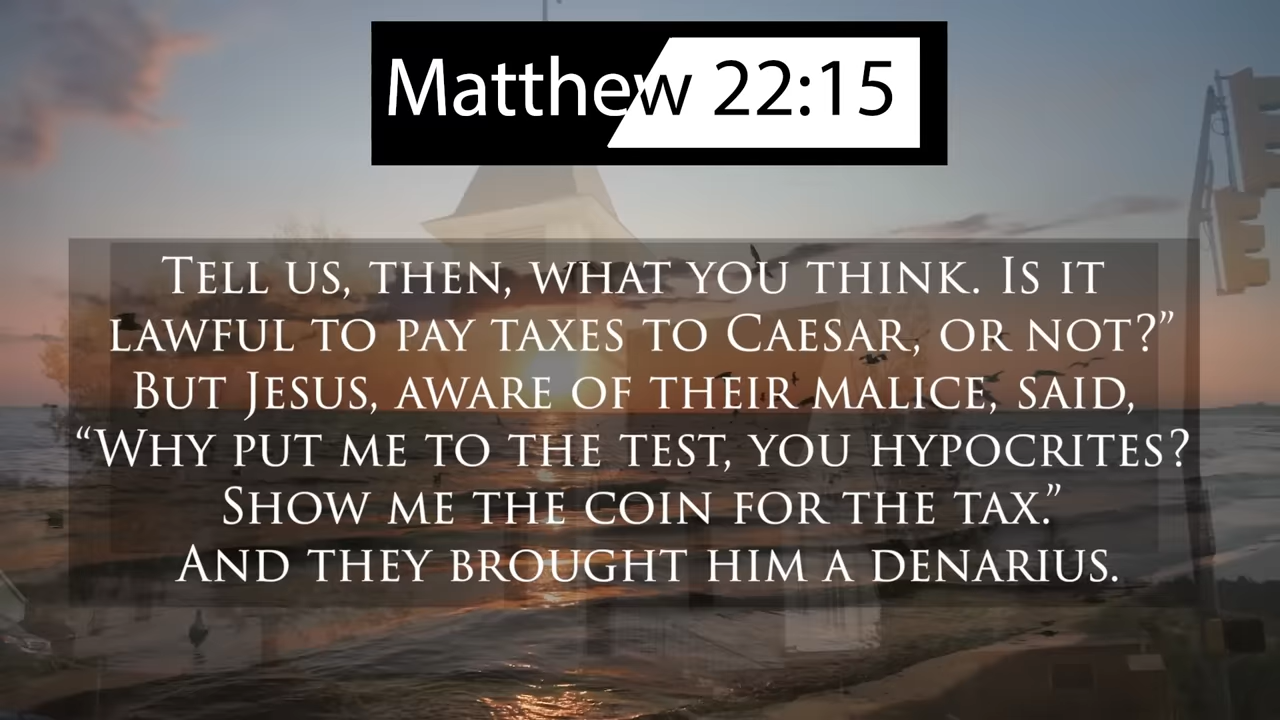 Matthew 22:15
Tell us, then, what you think. Is it
lawful to pay taxes to Caesar, or not?”
But Jesus, aware of their malice, said,
“Why put me to the test, you hypocrites?
Show me the coin for the tax.”
And they brought him a denarius.